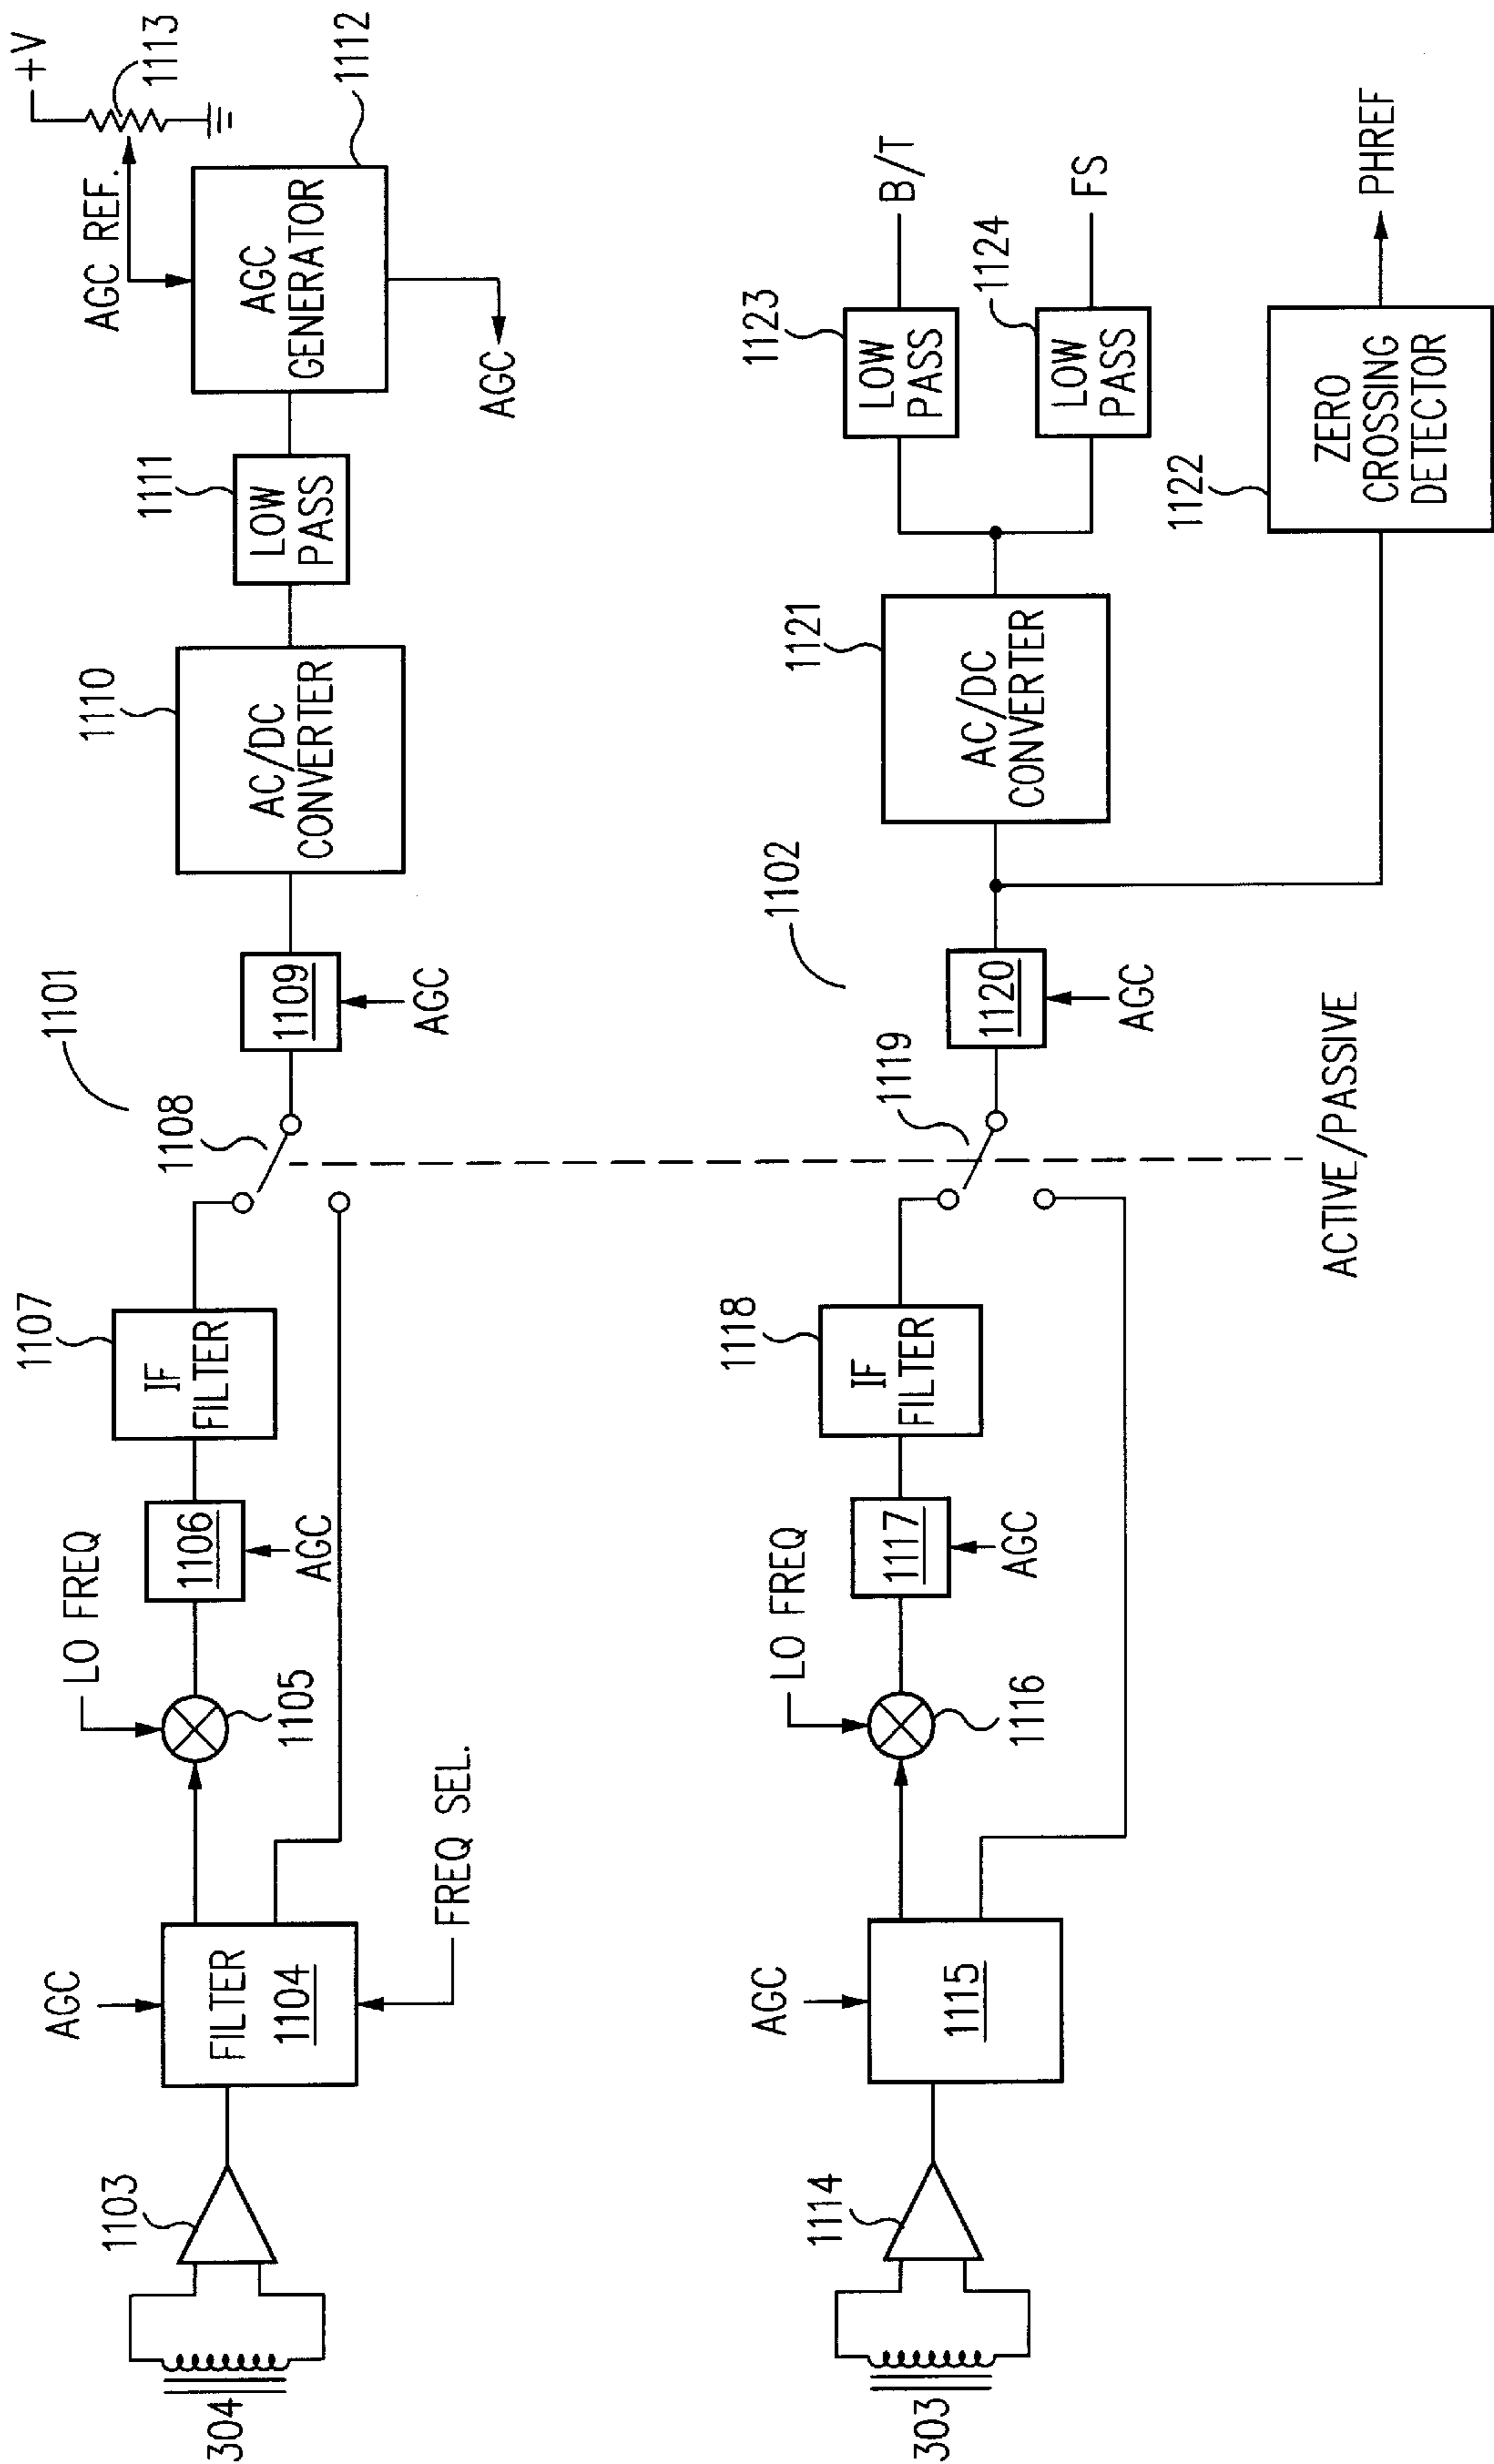 304
1103
AGC
FILTER
1104
FREQ SEL.
LO FREQ
1105
1106
AGC
1107
IF
FILTER
1108
1101
1109
AGC
1110
AC/DC
CONVERTER
1111
LOW
PASS
AGC REF.
+V
1113
AGC
GENERATOR
1112
AGC
303
1114
AGC
1115
LO FREQ
1116
1117
AGC
1118
IF
FILTER
1119
ACTIVE/PASSIVE
1102
1120
AGC
1121
AC/DC
CONVERTER
1123
LOW
PASS
B/T
1124
LOW
PASS
FS
1122
ZERO
CROSSING
DETECTOR
PHREF